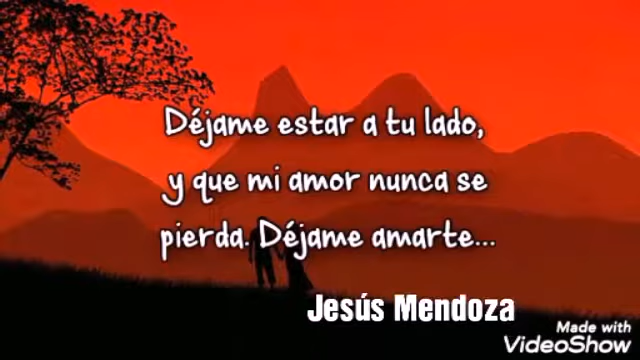 Déjame estar a tu lado,
y que mi amor nunca se
pierda. Déjame amarte...
Jesús Mendoza
Made with
VideoShow